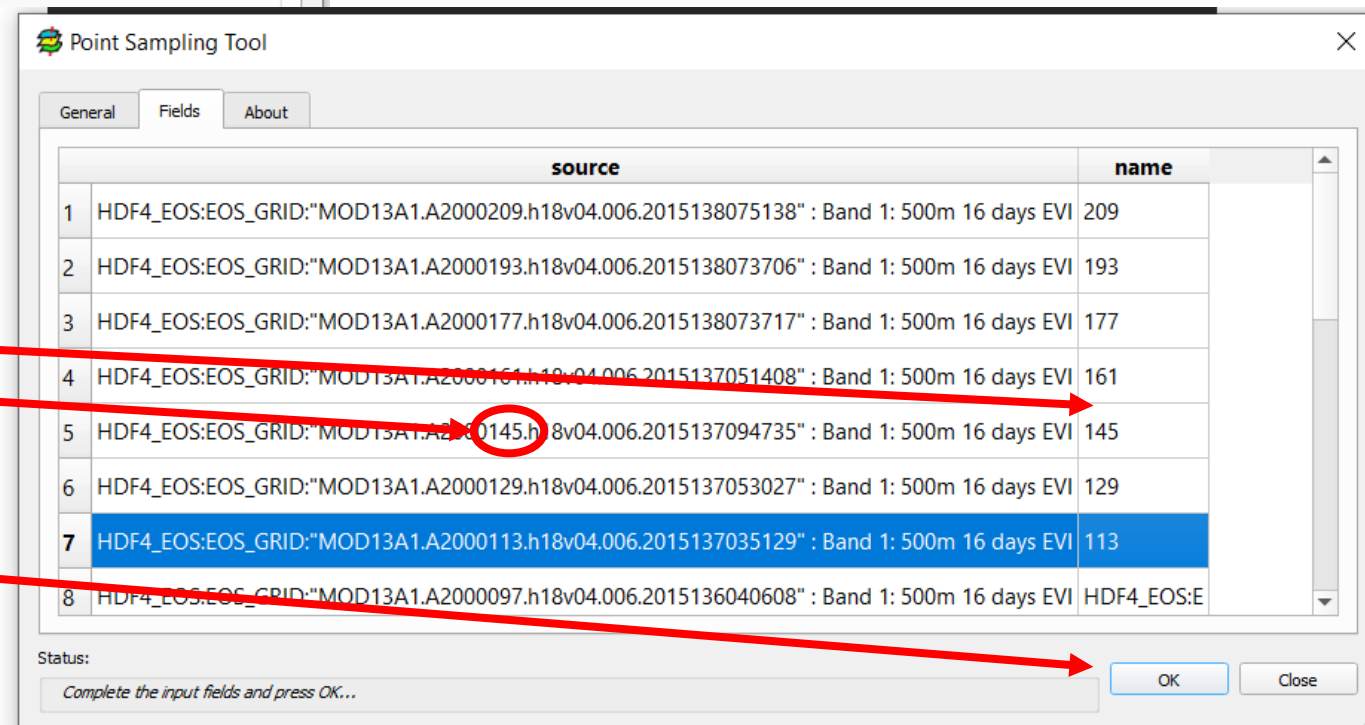 Point Sampling Tool
General Fields About
source name
1 HDF4_EOS:EOS_GRID:"MOD13A1.A2000209.h18v04.006.2015138075138" : Band 1: 500m 16 days EVI 209
2 HDF4_EOS:EOS_GRID:"MOD13A1.A2000193.h18v04.006.2015138073706" : Band 1: 500m 16 days EVI 193
3 HDF4_EOS:EOS_GRID:"MOD13A1.A2000177.h18v04.006.2015138073717" : Band 1: 500m 16 days EVI 177
4 HDF4_EOS:EOS_GRID:"MOD13A1.A2000161.h18v04.006.2015137051408" : Band 1: 500m 16 days EVI 161
5 HDF4_EOS:EOS_GRID:"MOD13A1.A2000145.h18v04.006.2015137094735" : Band 1: 500m 16 days EVI 145
6 HDF4_EOS:EOS_GRID:"MOD13A1.A2000129.h18v04.006.2015137053027" : Band 1: 500m 16 days EVI 129
7 HDF4_EOS:EOS_GRID:"MOD13A1.A2000113.h18v04.006.2015137035129" : Band 1: 500m 16 days EVI 113
8 HDF4_EOS:EOS_GRID:"MOD13A1.A2000097.h18v04.006.2015136040608" : Band 1: 500m 16 days EVI HDF4_EOS:E
Status:
Complete the input fields and press OK...
OK Close